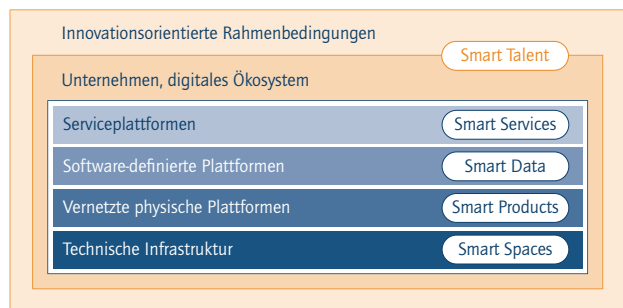 Innovationsorientierte Rahmenbedingungen
Smart Talent
Unternehmen, digitales Ökosystem
Serviceplattformen
Smart Services
Software-definierte Plattformen
Smart Data
Vernetzte physische Plattformen
Smart Products
Technische Infrastruktur
Smart Spaces